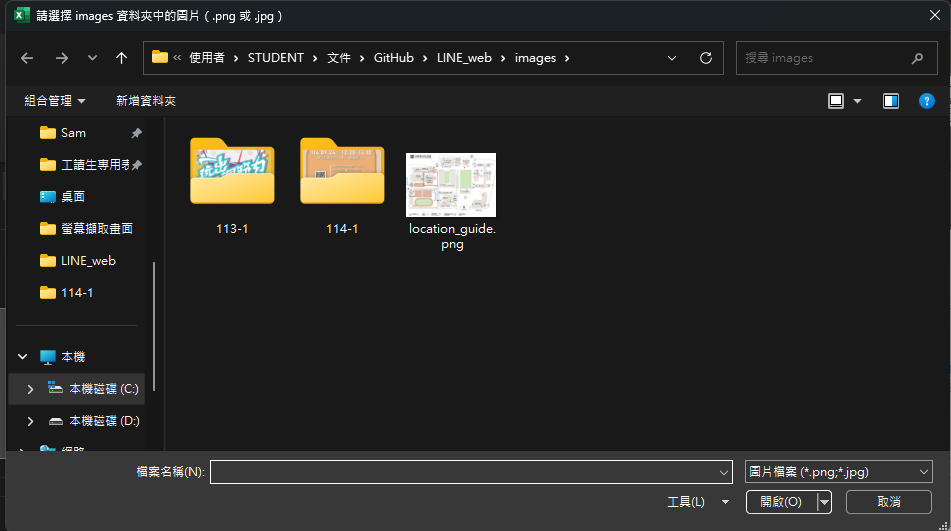 請選擇 images 資料夾中的圖片 ( .png 或 .jpg )
« 使用者 > STUDENT > 文件 > GitHub > LINE_web > images >
搜尋 images
組合管理 新增資料夾
Sam
工讀生專用表
桌面
螢幕擷取畫面
LINE_web
114-1
本機
本機磁碟 (C:)
本機磁碟 (D:)
網路
113-1
114-1
location_guide.
png
檔案名稱(N):
圖片檔案 (*.png;*.jpg)
工具(L)
開啟(O)
取消